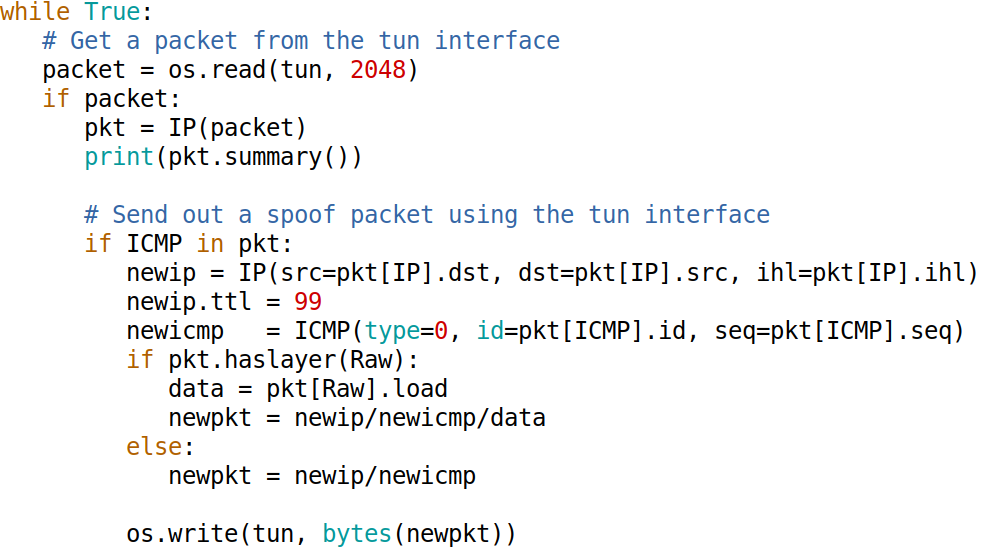 while True:
   # Get a packet from the tun interface
   packet = os.read(tun, 2048)
   if packet:
      pkt = IP(packet)
      print(pkt.summary())

      # Send out a spoof packet using the tun interface
      if ICMP in pkt:
         newip = IP(src=pkt[IP].dst, dst=pkt[IP].src, ihl=pkt[IP].ihl)
         newip.ttl = 99
         newicmp   = ICMP(type=0, id=pkt[ICMP].id, seq=pkt[ICMP].seq)
         if pkt.haslayer(Raw):
            data = pkt[Raw].load
            newpkt = newip/newicmp/data
         else:
            newpkt = newip/newicmp

         os.write(tun, bytes(newpkt))